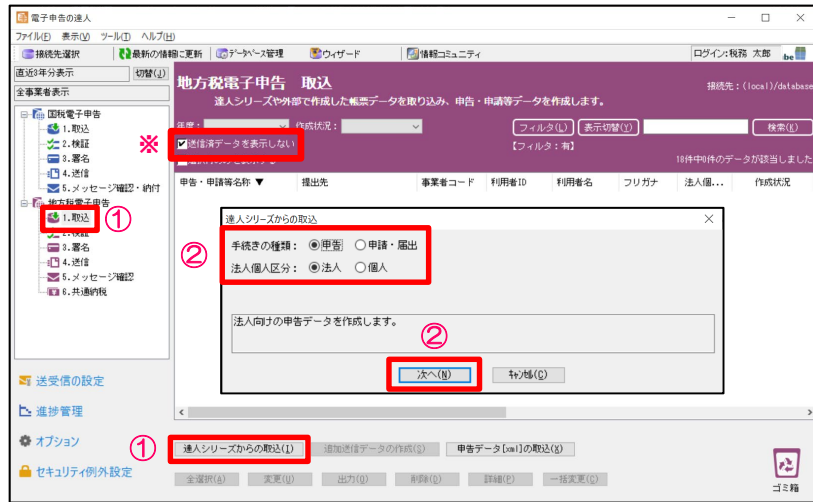 電子申告の達人
ファイル(F) 表示(V) ツール(T) ヘルプ(H)
接続先選択 最新の情報に更新 データベース管理 ウィザード 情報コミュニティ ログイン:税務 太郎
直近3年分表示 切替(J)
全事業者表示
国税電子申告
1.取込
2.検証
3.署名
4.送信
5.メッセージ確認・納付
地方税電子申告
1.取込
2.検証
3.署名
4.送信
5.メッセージ確認
6.共通納税
①
送受信の設定
進捗管理
オプション
セキュリティ例外設定
地方税電子申告 取込
接続先:(local)/database
達人シリーズや外部で作成した帳票データを取り込み、申告・申請等データを作成します。
年度: 作成状況: フィルタ(L) 表示切替(Y) 検索(K)
※ 送信済データを表示しない
【フィルタ:有】
18件中0件のデータが該当しました
申告・申請等名称 ▼ 提出先 事業者コード 利用者ID 利用者名 フリガナ 法人個... 作成状況
達人シリーズからの取込
② 手続きの種類: 申告 申請・届出
法人個人区分: 法人 個人
法人向けの申告データを作成します。
②
次へ(N) キャンセル(C)
① 達人シリーズからの取込(I) 追加送信データの作成(S) 申告データ[xml]の取込(X)
全選択(A) 変更(U) 出力(O) 削除(D) 詳細(P) 一括変更(C)
ゴミ箱